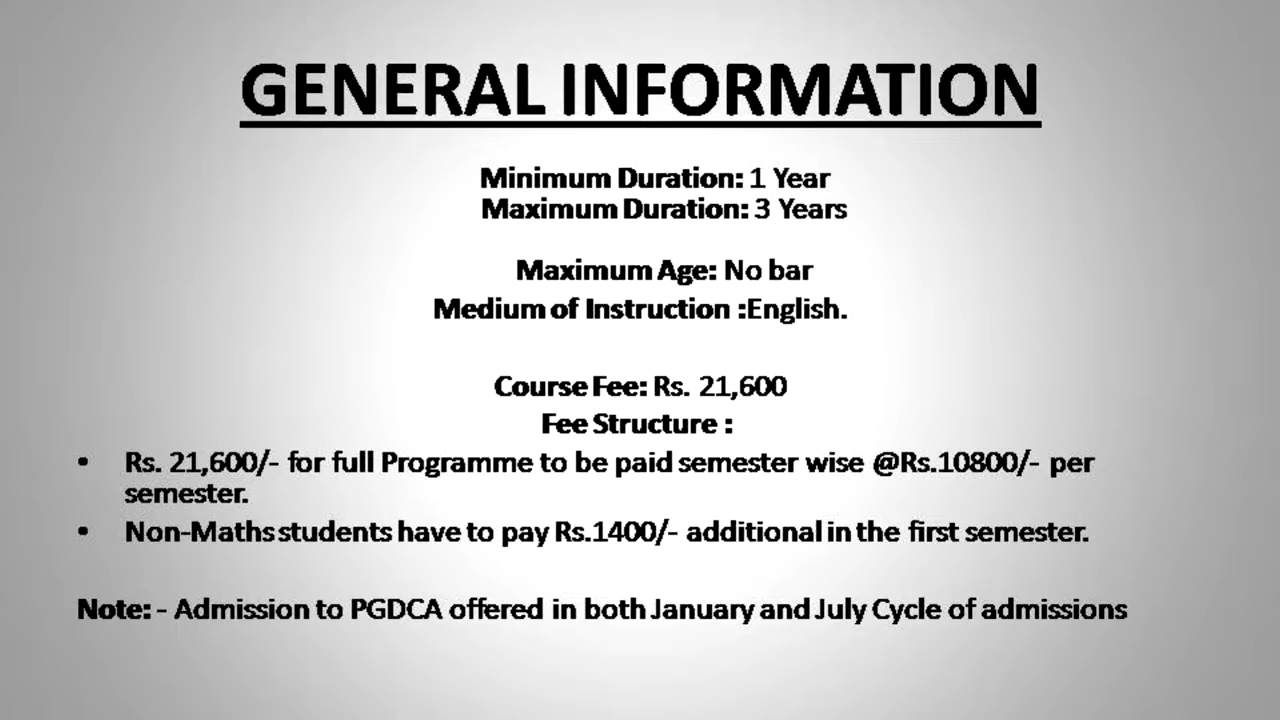 GENERAL INFORMATION
Minimum Duration: 1 Year
Maximum Duration: 3 Years
Maximum Age: No bar
Medium of Instruction :English.
Course Fee: Rs. 21,600
Fee Structure :
• Rs. 21,600/- for full Programme to be paid semester wise @Rs.10800/- per
semester.
• Non-Maths students have to pay Rs.1400/- additional in the first semester.
Note: - Admission to PGDCA offered in both January and July Cycle of admissions